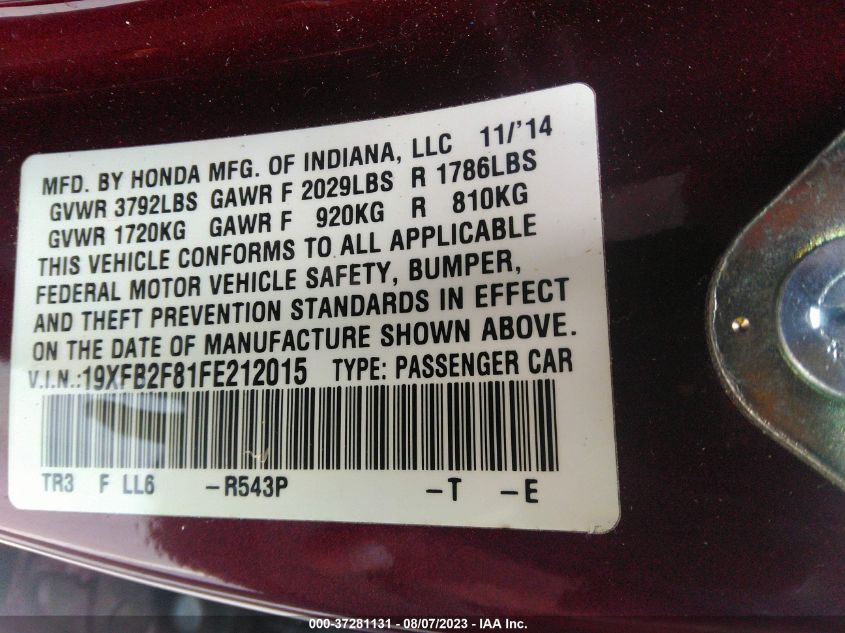 MFD. BY HONDA MFG. OF INDIANA, LLC 11/'14
GVWR 3792LBS GAWR F 2029LBS R 1786LBS
GVWR 1720KG GAWR F 920KG R 810KG
THIS VEHICLE CONFORMS TO ALL APPLICABLE
FEDERAL MOTOR VEHICLE SAFETY, BUMPER,
AND THEFT PREVENTION STANDARDS IN EFFECT
ON THE DATE OF MANUFACTURE SHOWN ABOVE.
V.I.N.:19XFB2F81FE212015 TYPE: PASSENGER CAR
TR3 F LL6 -R543P -T -E
000-37281131 - 08/07/2023 - IAA Inc.